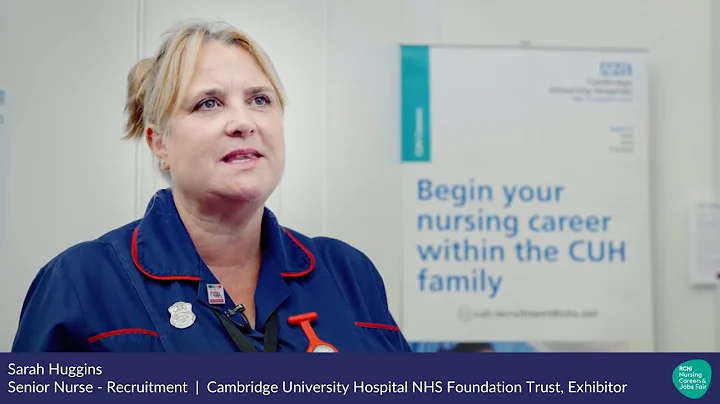 NHS
Cambridge
University Hospitals
Begin your
nursing career
within the CUH
family
Sarah Huggins
Senior Nurse - Recruitment | Cambridge University Hospital NHS Foundation Trust, Exhibitor
RCNi
Nursing
Careers &
Jobs Fair